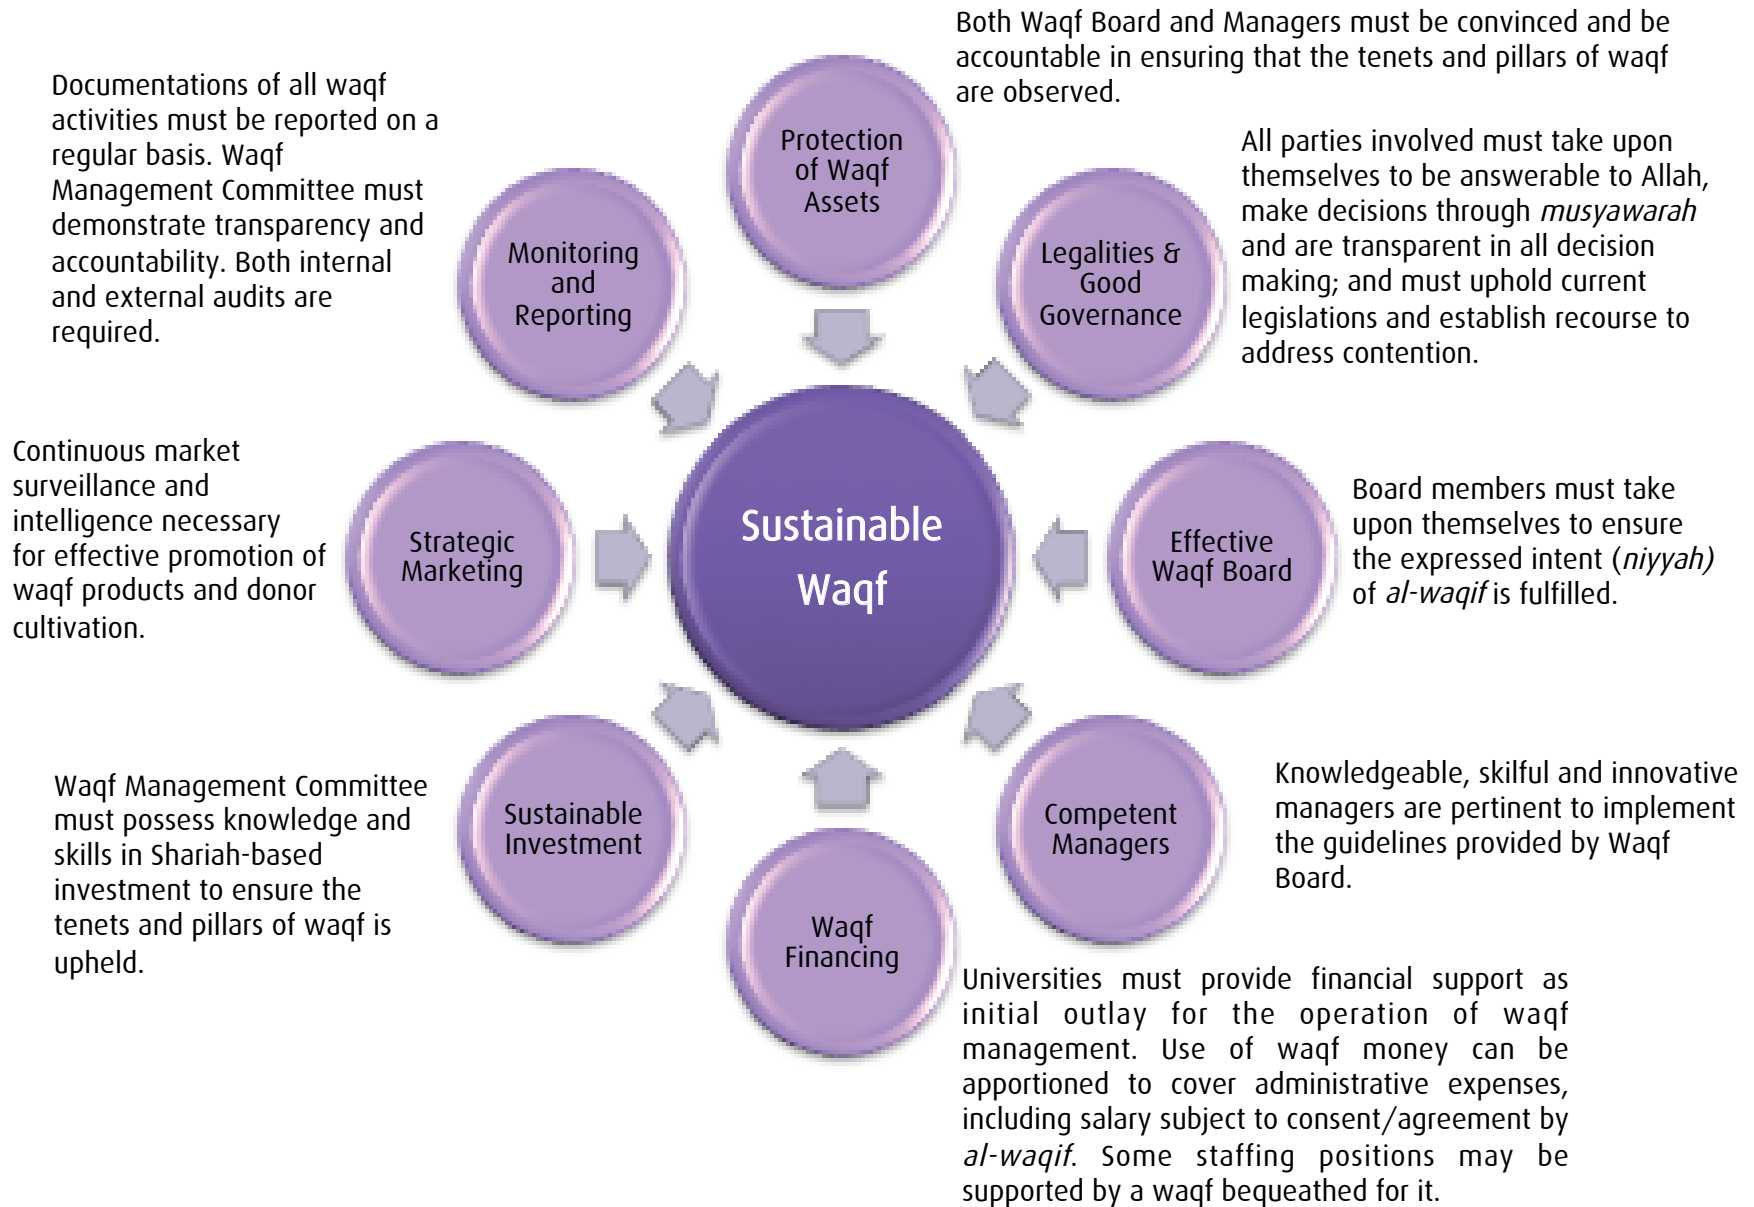 Both Waqf Board and Managers must be convinced and be
accountable in ensuring that the tenets and pillars of waqf
are observed.
Protection
of Waqf
Assets
All parties involved must take upon
themselves to be answerable to Allah,
make decisions through musyawarah
and are transparent in all decision
making; and must uphold current
legislations and establish recourse to
address contention.
Legalities &
Good
Governance
Board members must take
upon themselves to ensure
the expressed intent (niyyah)
of al-waqif is fulfilled.
Effective
Waqf Board
Knowledgeable, skilful and innovative
managers are pertinent to implement
the guidelines provided by Waqf
Board.
Competent
Managers
Universities must provide financial support as
initial outlay for the operation of waqf
management. Use of waqf money can be
apportioned to cover administrative expenses,
including salary subject to consent/agreement by
al-waqif. Some staffing positions may be
supported by a waqf bequeathed for it.
Waqf
Financing
Waqf Management Committee
must possess knowledge and
skills in Shariah-based
investment to ensure the
tenets and pillars of waqf is
upheld.
Sustainable
Investment
Continuous market
surveillance and
intelligence necessary
for effective promotion of
waqf products and donor
cultivation.
Strategic
Marketing
Documentations of all waqf
activities must be reported on a
regular basis. Waqf
Management Committee must
demonstrate transparency and
accountability. Both internal
and external audits are
required.
Monitoring
and
Reporting
Sustainable
Waqf